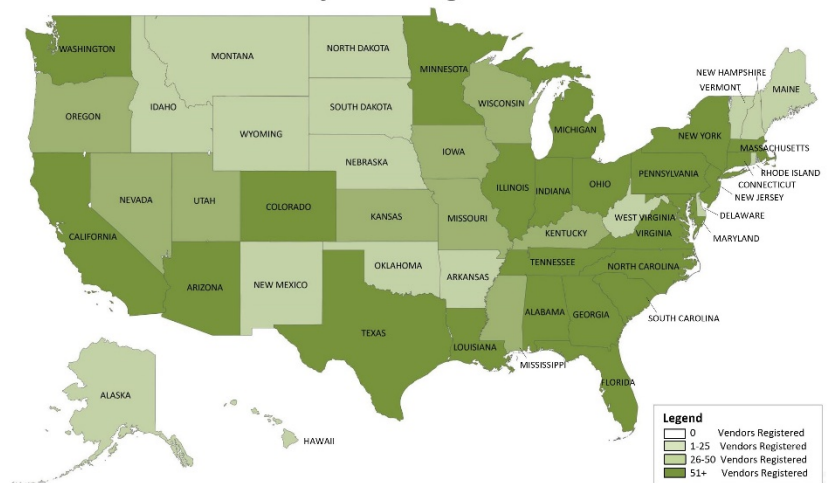 WASHINGTON
MONTANA
NORTH DAKOTA
MINNESOTA
NEW HAMPSHIRE
VERMONT
MAINE
OREGON
IDAHO
SOUTH DAKOTA
WISCONSIN
MICHIGAN
NEW YORK
WYOMING
MASSACHUSETTS
NEBRASKA
IOWA
PENNSYLVANIA
RHODE ISLAND
CONNECTICUT
NEW JERSEY
NEVADA
UTAH
COLORADO
ILLINOIS
INDIANA
OHIO
KANSAS
MISSOURI
WEST VIRGINIA
DELAWARE
CALIFORNIA
KENTUCKY
VIRGINIA
MARYLAND
OKLAHOMA
TENNESSEE
NORTH CAROLINA
ARIZONA
NEW MEXICO
ARKANSAS
TEXAS
ALABAMA
GEORGIA
SOUTH CAROLINA
LOUISIANA
MISSISSIPPI
FLORIDA
ALASKA
HAWAII
Legend
0 Vendors Registered
1-25 Vendors Registered
26-50 Vendors Registered
51+ Vendors Registered